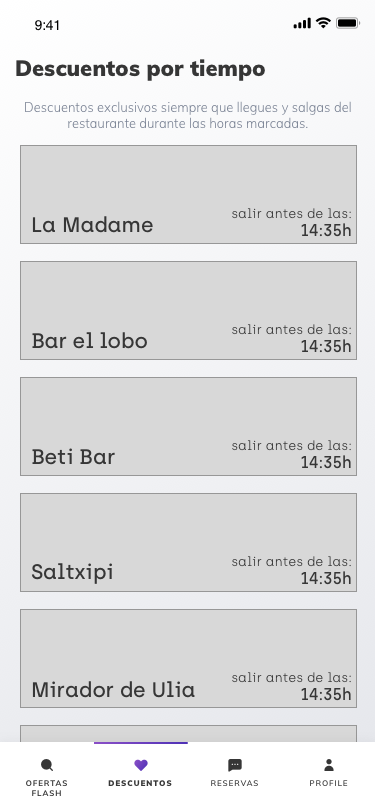 9:41
Descuentos por tiempo
Descuentos exclusivos siempre que llegues y salgas del
restaurante durante las horas marcadas.
salir antes de las:
La Madame 14:35h
salir antes de las:
Bar el lobo 14:35h
salir antes de las:
Beti Bar 14:35h
salir antes de las:
Saltxipi 14:35h
salir antes de las:
Mirador de Ulia 14:35h
OFERTAS
FLASH
DESCUENTOS
RESERVAS
PROFILE